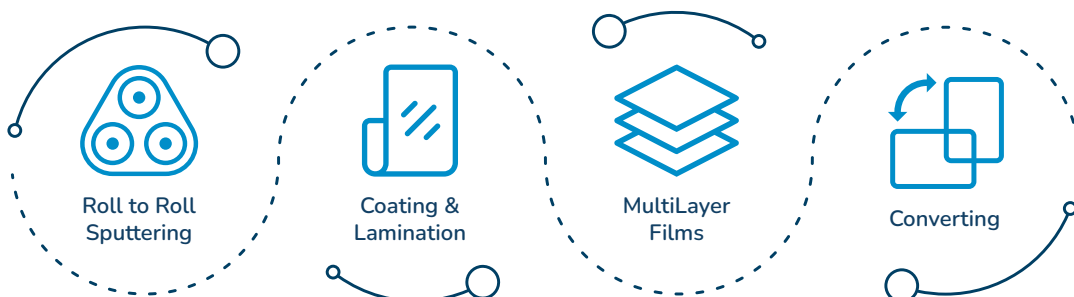 Roll to Roll
Sputtering
Coating &
Lamination
MultiLayer
Films
Converting